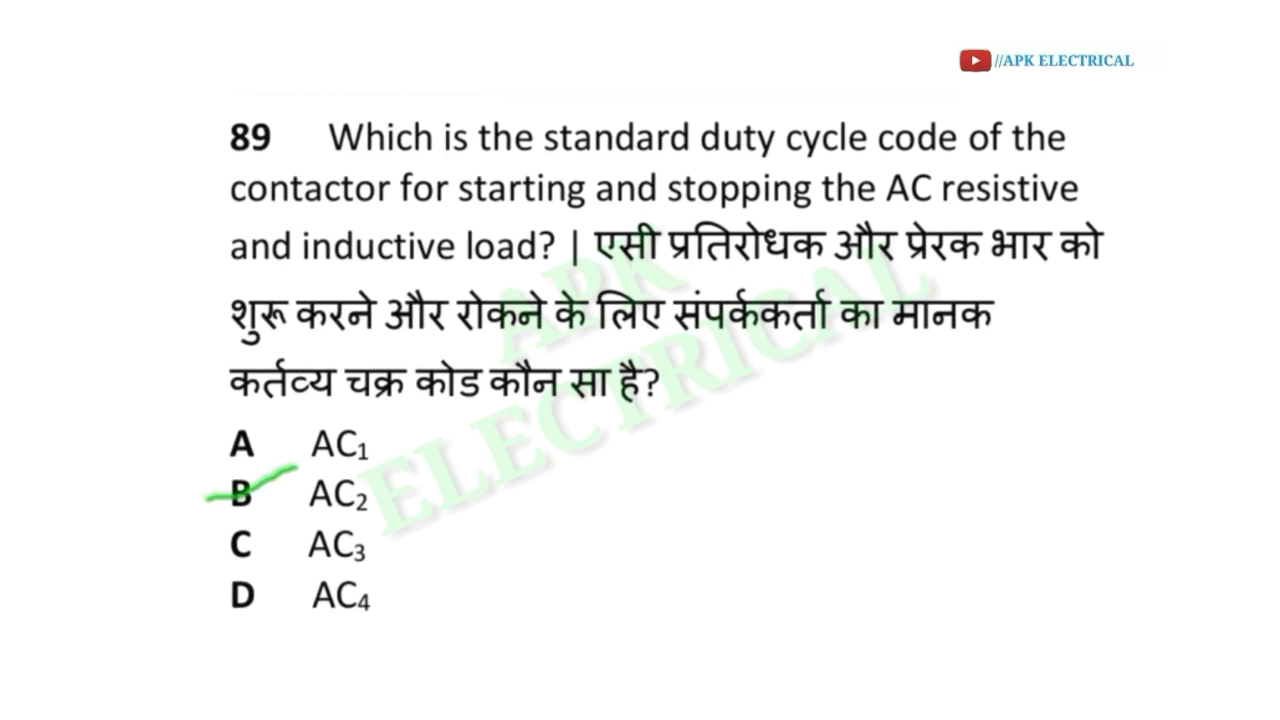 //APK ELECTRICAL
89 Which is the standard duty cycle code of the
contactor for starting and stopping the AC resistive
and inductive load? | एसी प्रतिरोधक और प्रेरक भार को
शुरू करने और रोकने के लिए संपर्ककर्ता का मानक
कर्तव्य चक्र कोड कौन सा है?
APK
ELECTRICAL
A AC₁
B AC₂
C AC₃
D AC₄